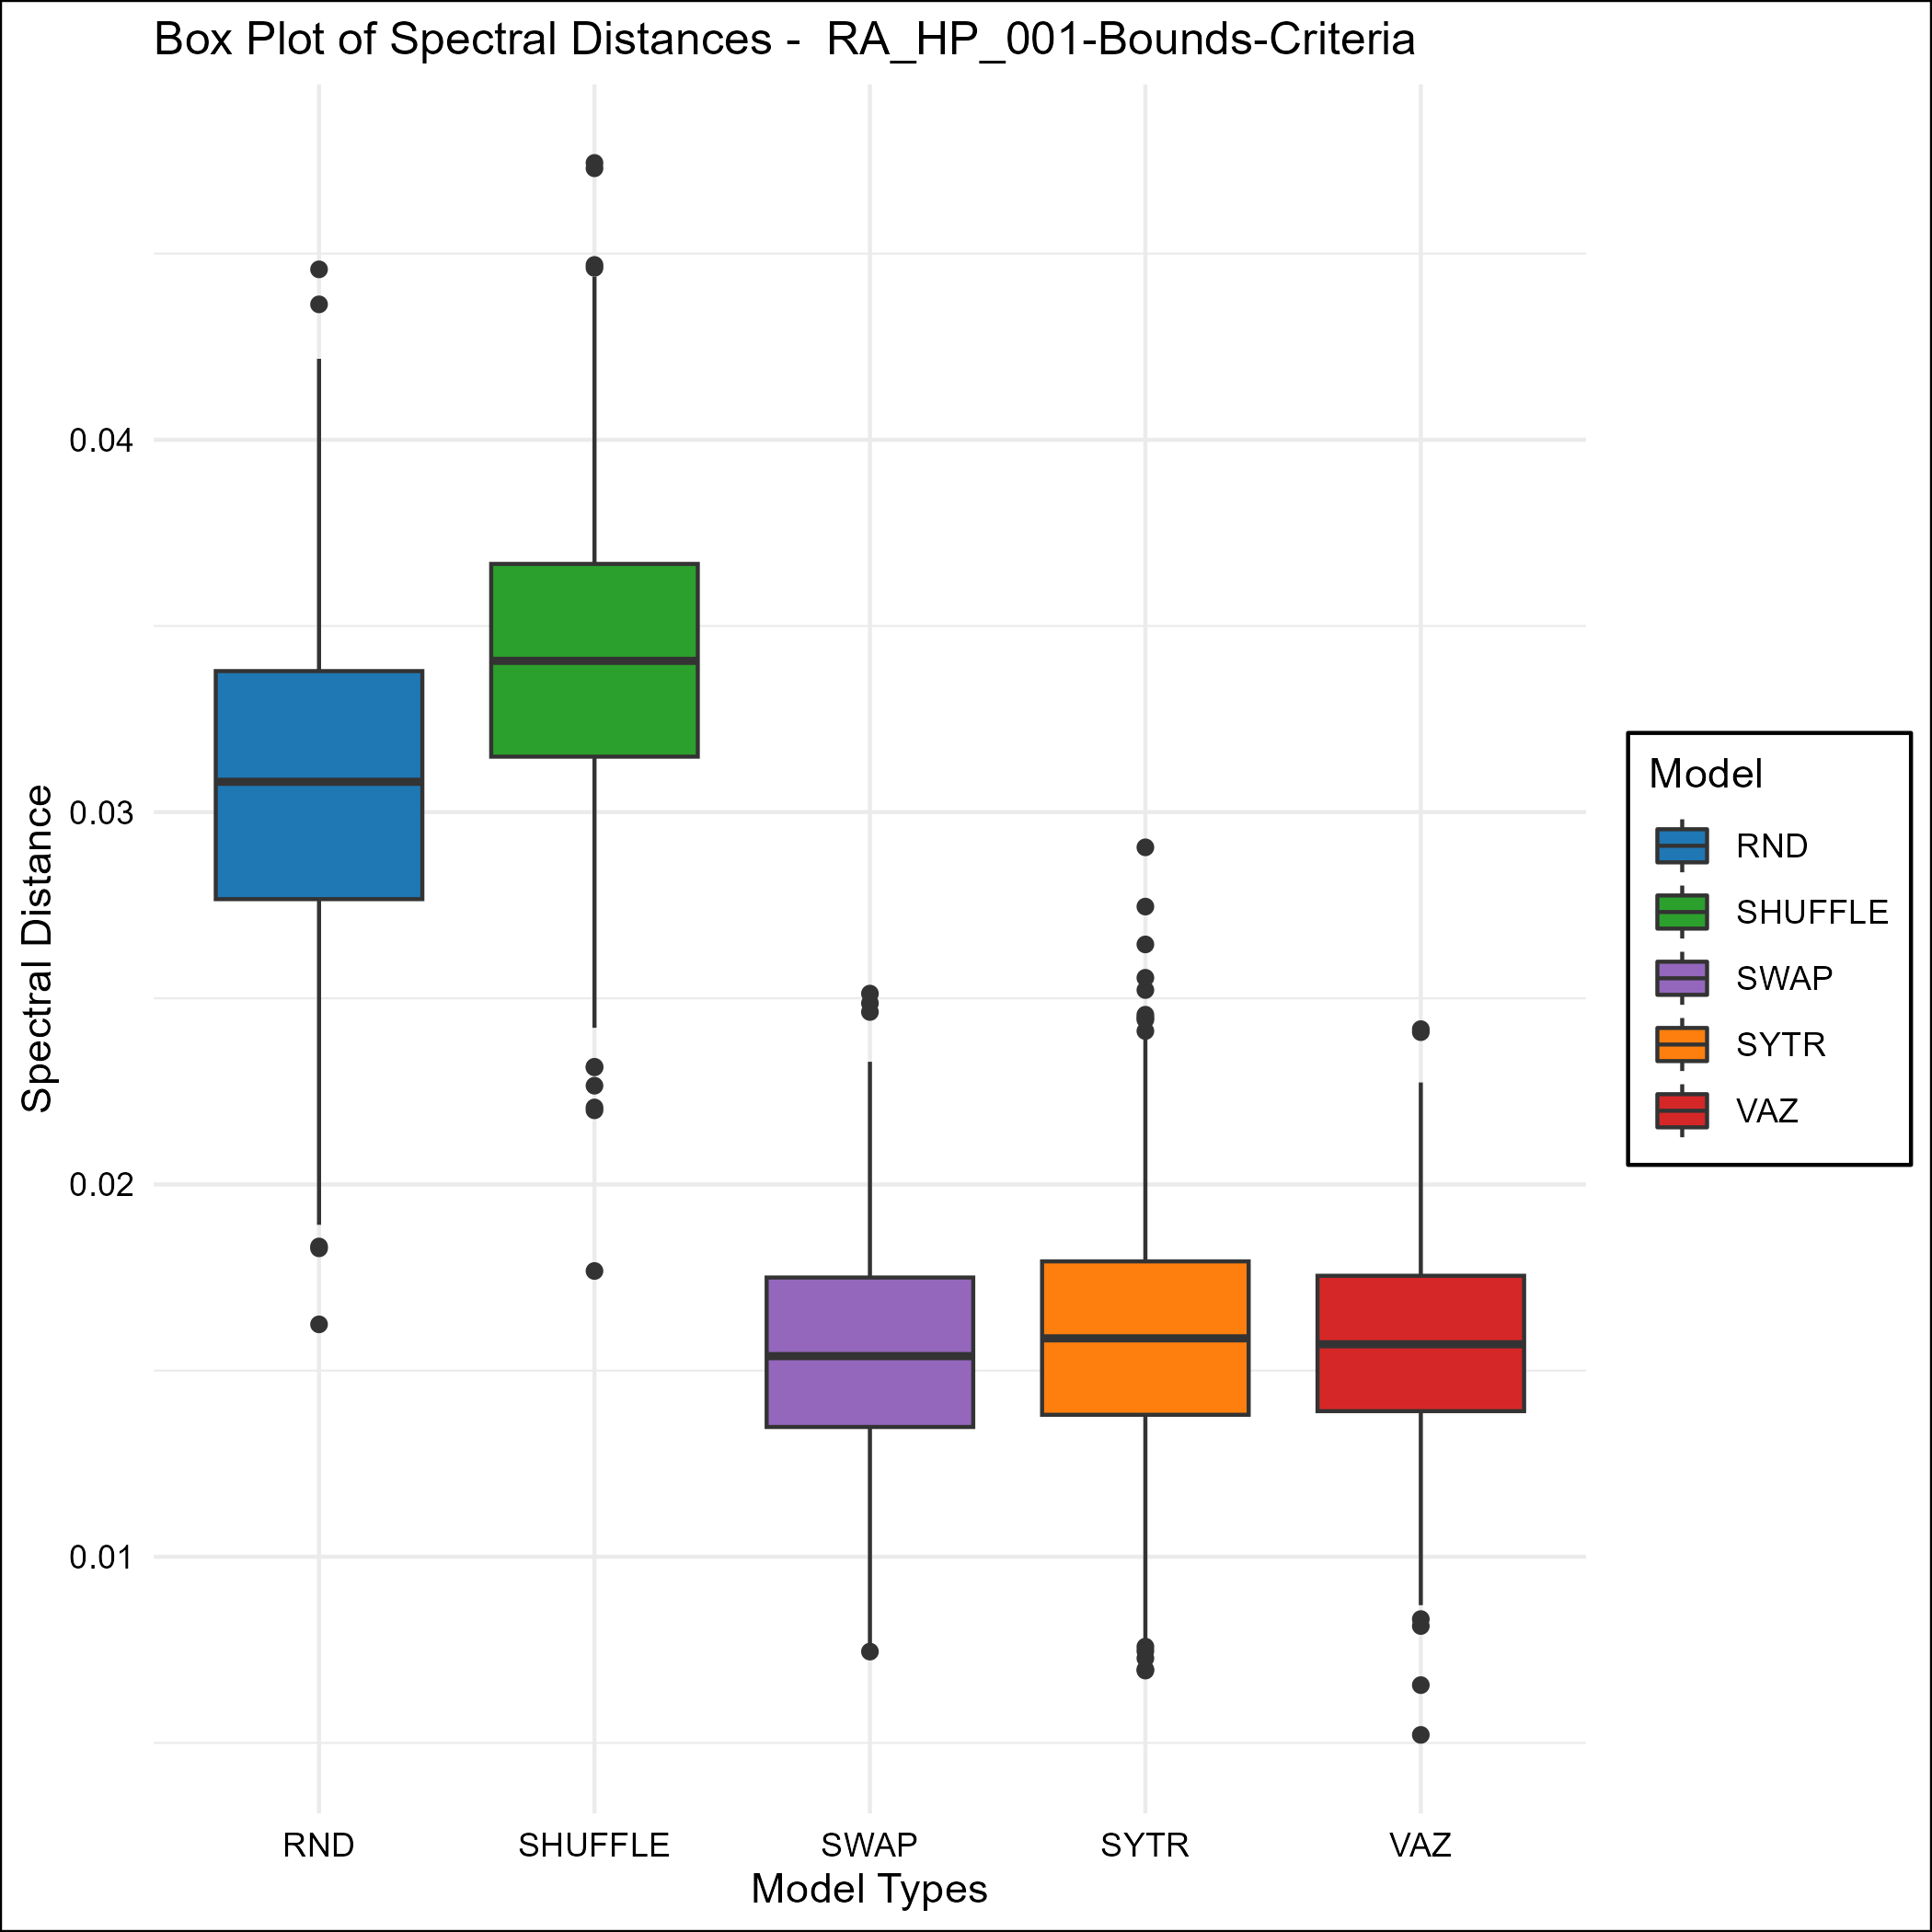 Box Plot of Spectral Distances -  RA_HP_001-Bounds-Criteria
Spectral Distance
0.04
0.03
0.02
0.01
RND SHUFFLE SWAP SYTR VAZ
Model Types
Model
RND
SHUFFLE
SWAP
SYTR
VAZ